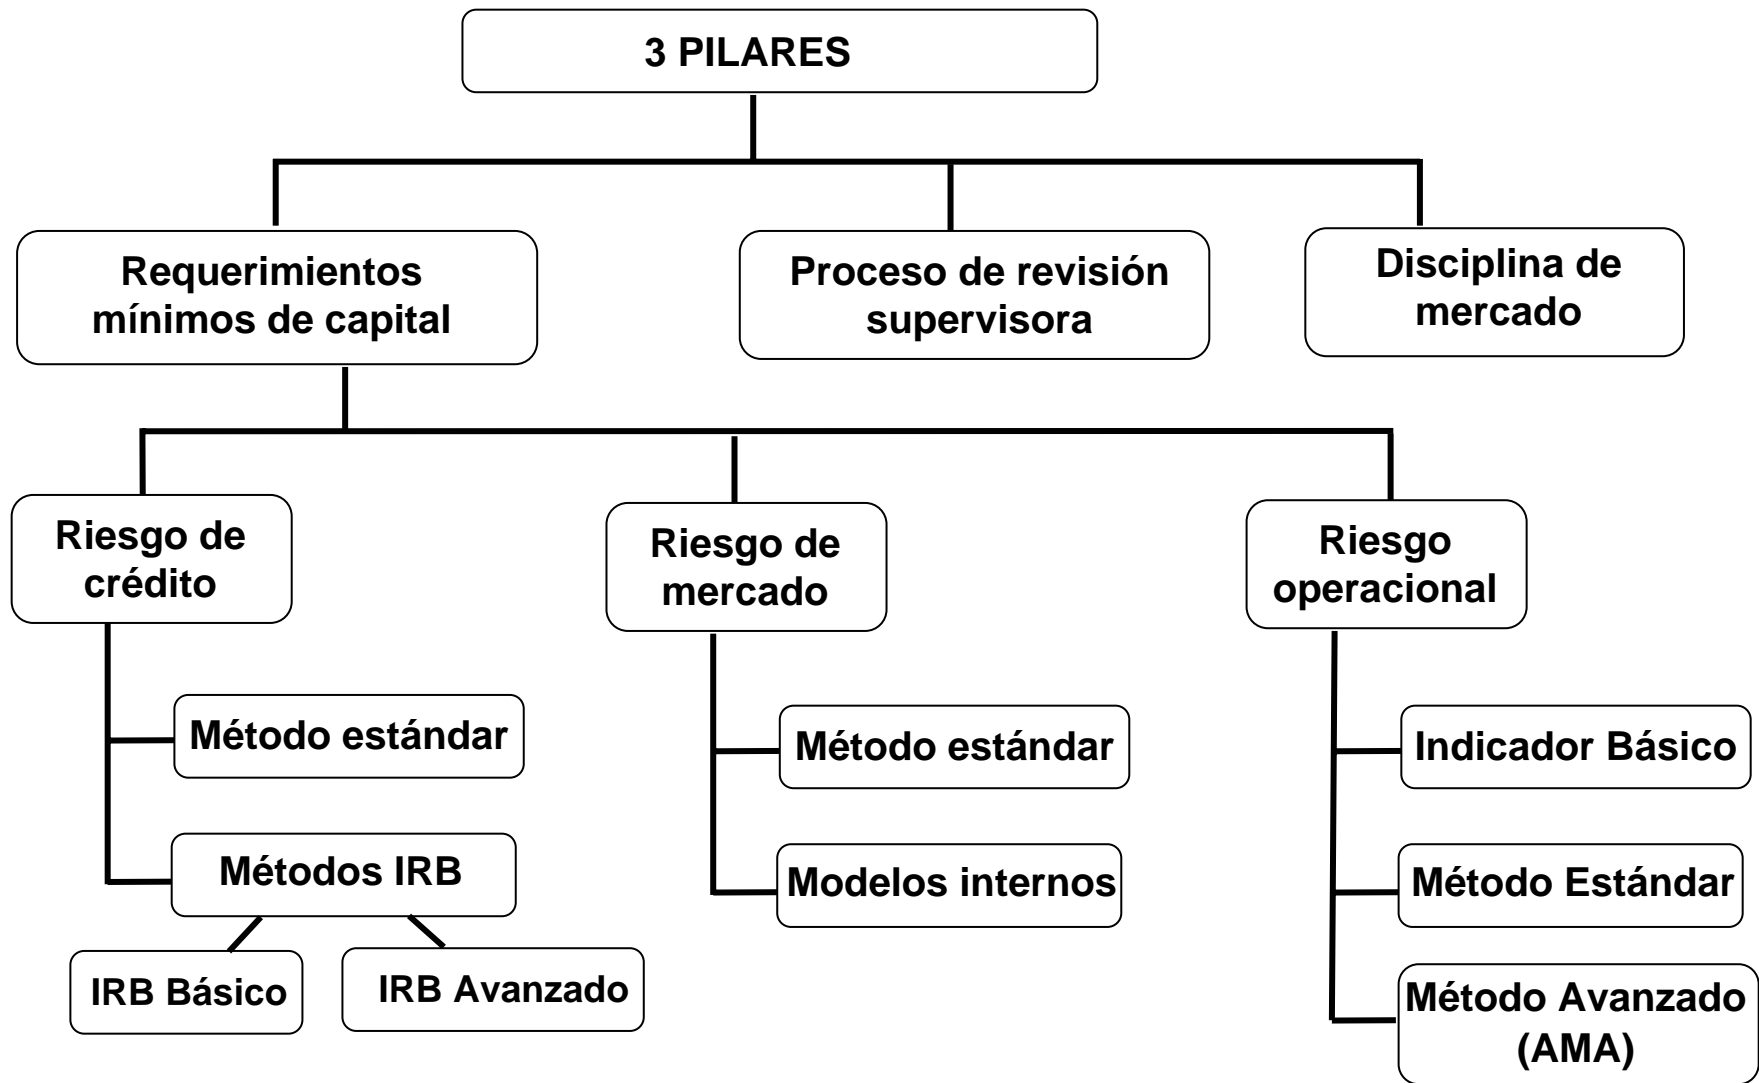 3 PILARES
Requerimientos
mínimos de capital
Proceso de revisión
supervisora
Disciplina de
mercado
Riesgo de
crédito
Riesgo de
mercado
Riesgo
operacional
Método estándar
Métodos IRB
IRB Básico
IRB Avanzado
Método estándar
Modelos internos
Indicador Básico
Método Estándar
Método Avanzado
(AMA)